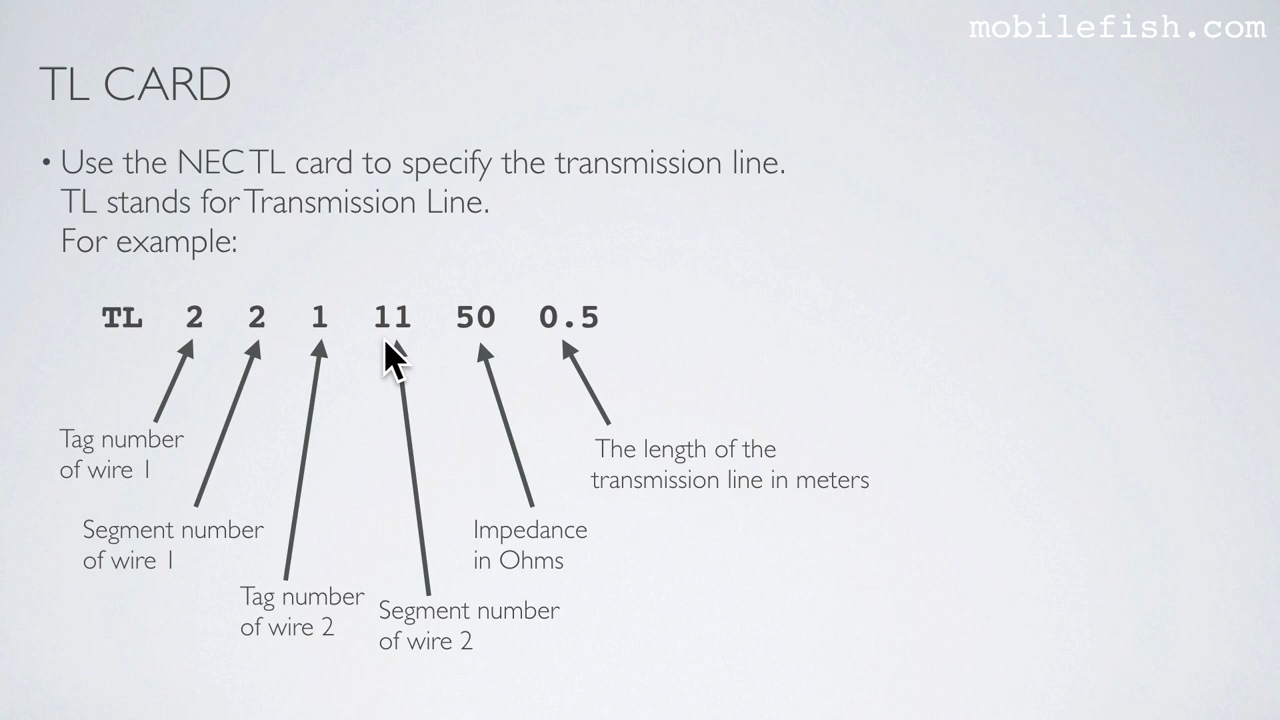 mobilefish.com
TL CARD
• Use the NEC TL card to specify the transmission line.
TL stands for Transmission Line.
For example:
TL 2 2 1 11 50 0.5
Tag number
of wire 1
Segment number
of wire 1
Tag number
of wire 2
Segment number
of wire 2
Impedance
in Ohms
The length of the
transmission line in meters